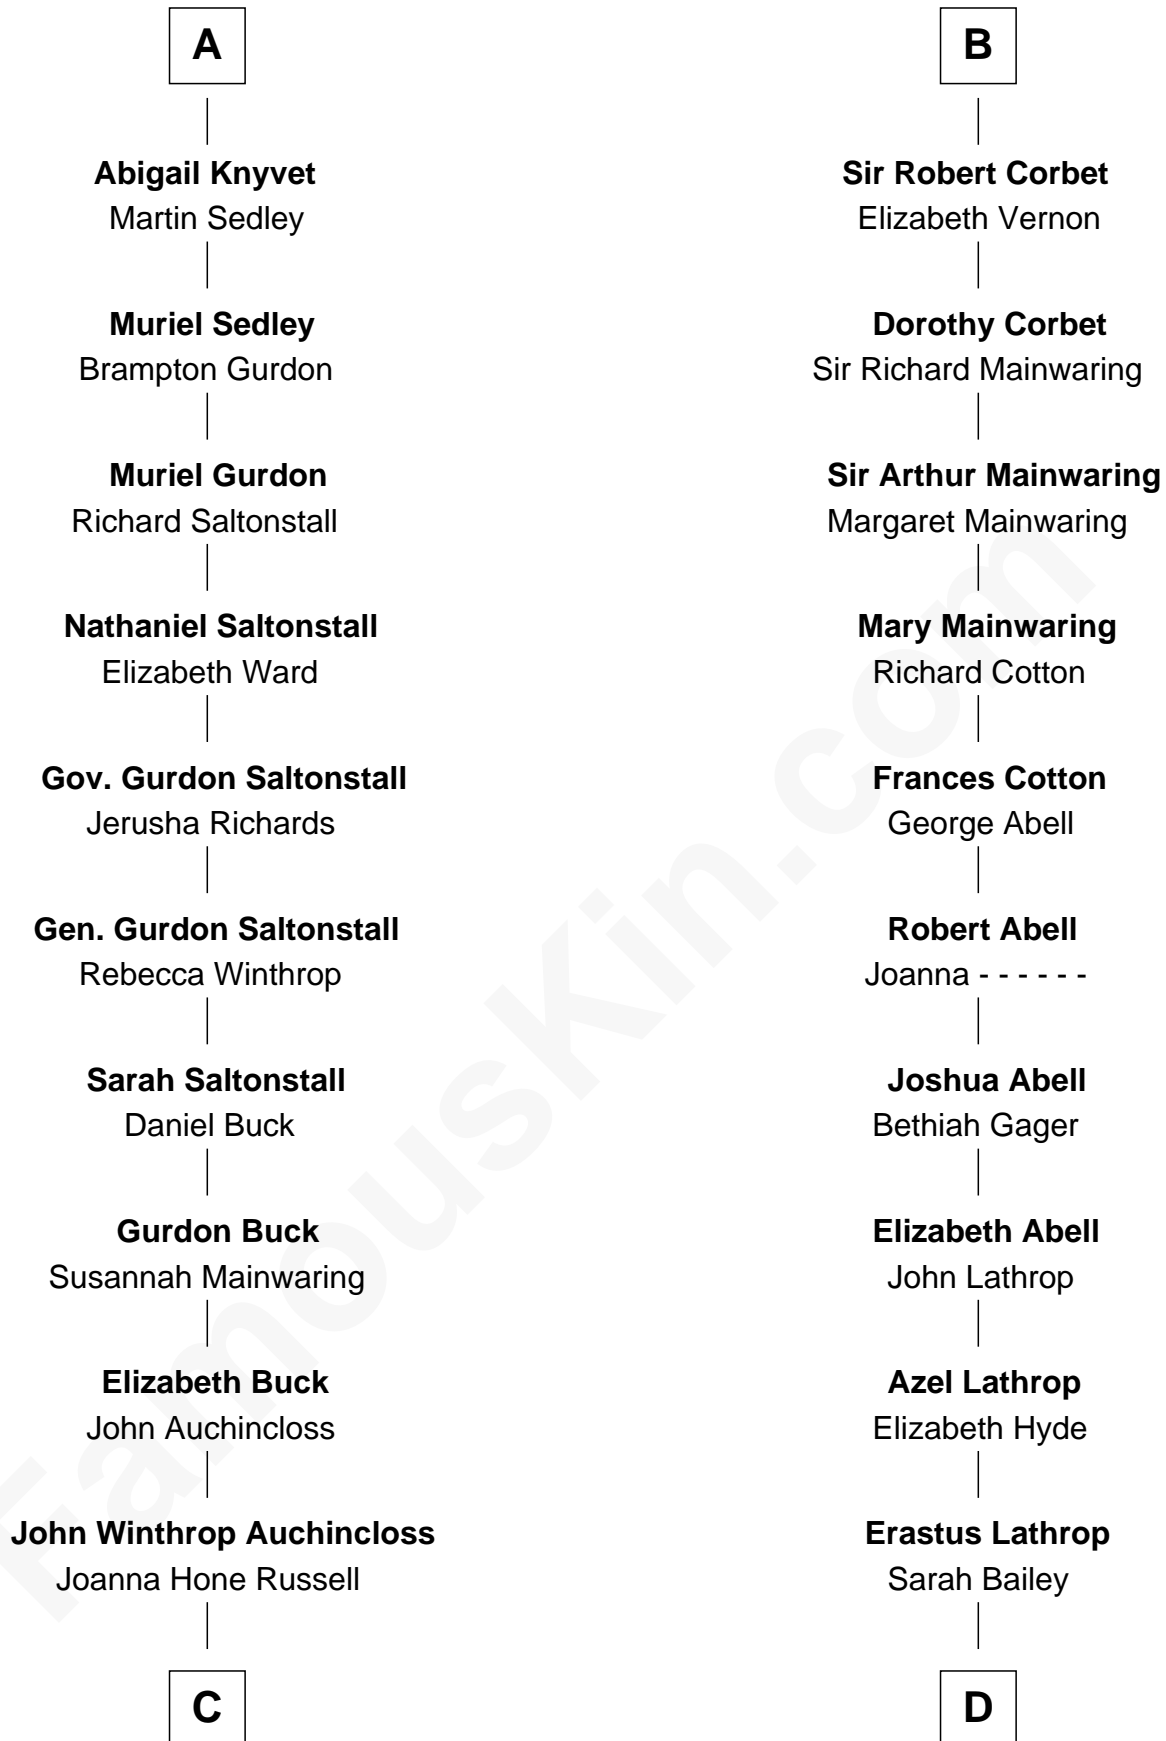 A
Abigail Knyvet
Martin Sedley
Muriel Sedley
Brampton Gurdon
Muriel Gurdon
Richard Saltonstall
Nathaniel Saltonstall
Elizabeth Ward
Gov. Gurdon Saltonstall
Jerusha Richards
Gen. Gurdon Saltonstall
Rebecca Winthrop
Sarah Saltonstall
Daniel Buck
Gurdon Buck
Susannah Mainwaring
Elizabeth Buck
John Auchincloss
John Winthrop Auchincloss
Joanna Hone Russell
C
B
Sir Robert Corbet
Elizabeth Vernon
Dorothy Corbet
Sir Richard Mainwaring
Sir Arthur Mainwaring
Margaret Mainwaring
Mary Mainwaring
Richard Cotton
Frances Cotton
George Abell
Robert Abell
Joanna - - - - - -
Joshua Abell
Bethiah Gager
Elizabeth Abell
John Lathrop
Azel Lathrop
Elizabeth Hyde
Erastus Lathrop
Sarah Bailey
D
FamousKin.com